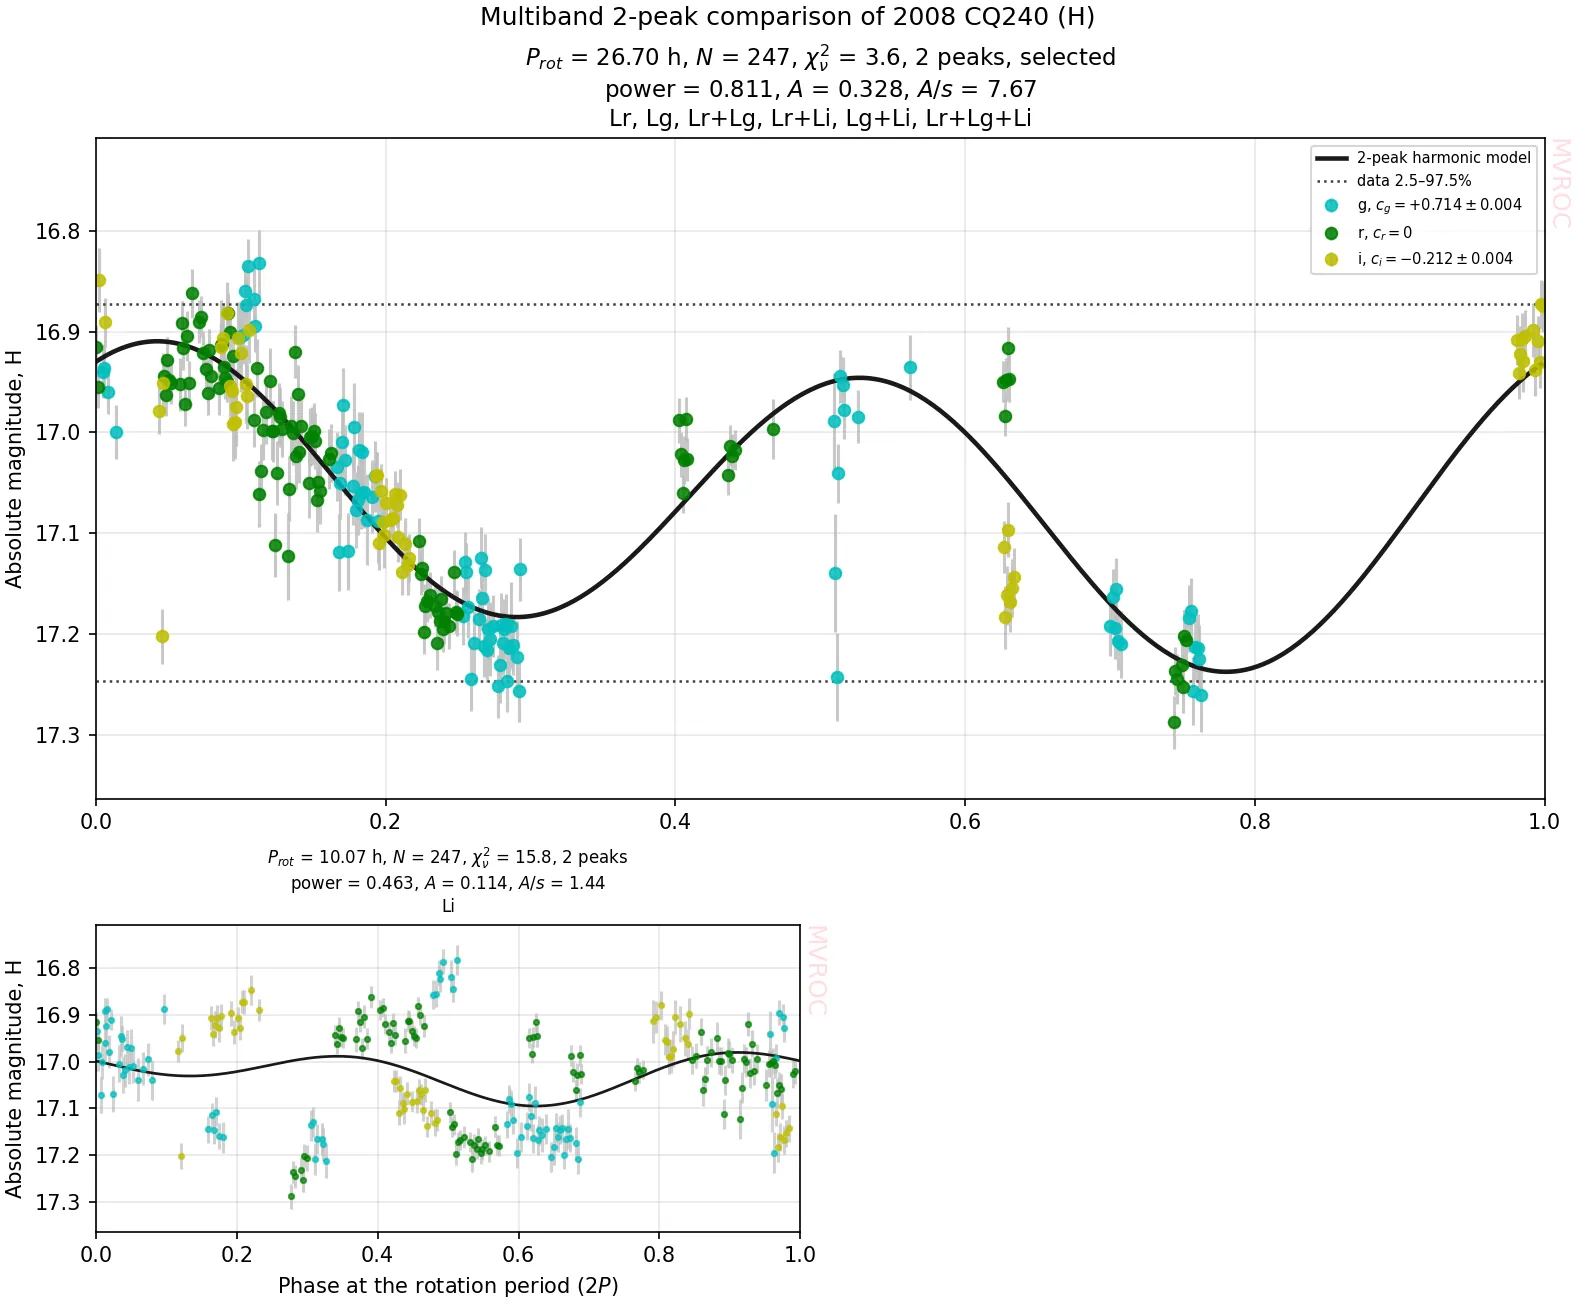 Multiband 2-peak comparison of 2008 CQ240 (H)
P_rot = 26.70 h, N = 247, χ²_ν = 3.6, 2 peaks, selected
power = 0.811, A = 0.328, A/s = 7.67
Lr, Lg, Lr+Lg, Lr+Li, Lg+Li, Lr+Lg+Li
2-peak harmonic model
data 2.5–97.5%
g, c_g = +0.714 ± 0.004
r, c_r = 0
i, c_i = −0.212 ± 0.004
MVROC
Absolute magnitude, H
16.8
16.9
17.0
17.1
17.2
17.3
0.0 0.2 0.4 0.6 0.8 1.0
P_rot = 10.07 h, N = 247, χ²_ν = 15.8, 2 peaks
power = 0.463, A = 0.114, A/s = 1.44
Li
MVROC
Absolute magnitude, H
16.8
16.9
17.0
17.1
17.2
17.3
0.0 0.2 0.4 0.6 0.8 1.0
Phase at the rotation period (2P)